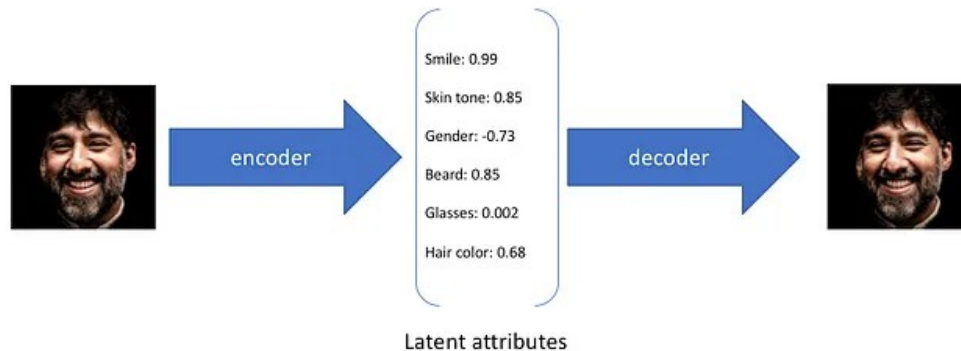 encoder
Smile: 0.99
Skin tone: 0.85
Gender: -0.73
Beard: 0.85
Glasses: 0.002
Hair color: 0.68
decoder
Latent attributes